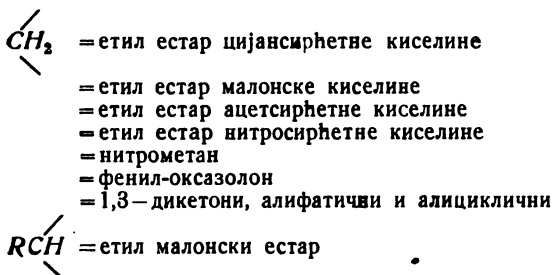 CH₂ =етил естар цијансирћетне киселине
=етил естар малонске киселине
=етил естар ацетсирћетне киселине
=етил естар нитросирћетне киселине
=нитрометан
=фенил-оксазолон
=1,3—дикетони, алифатични и алициклични
RCH =етил малонски естар